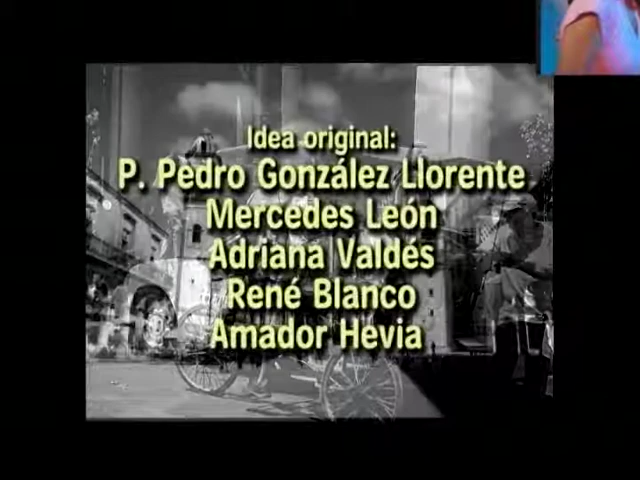 Idea original:
P. Pedro González Llorente
Mercedes León
Adriana Valdés
René Blanco
Amador Hevia